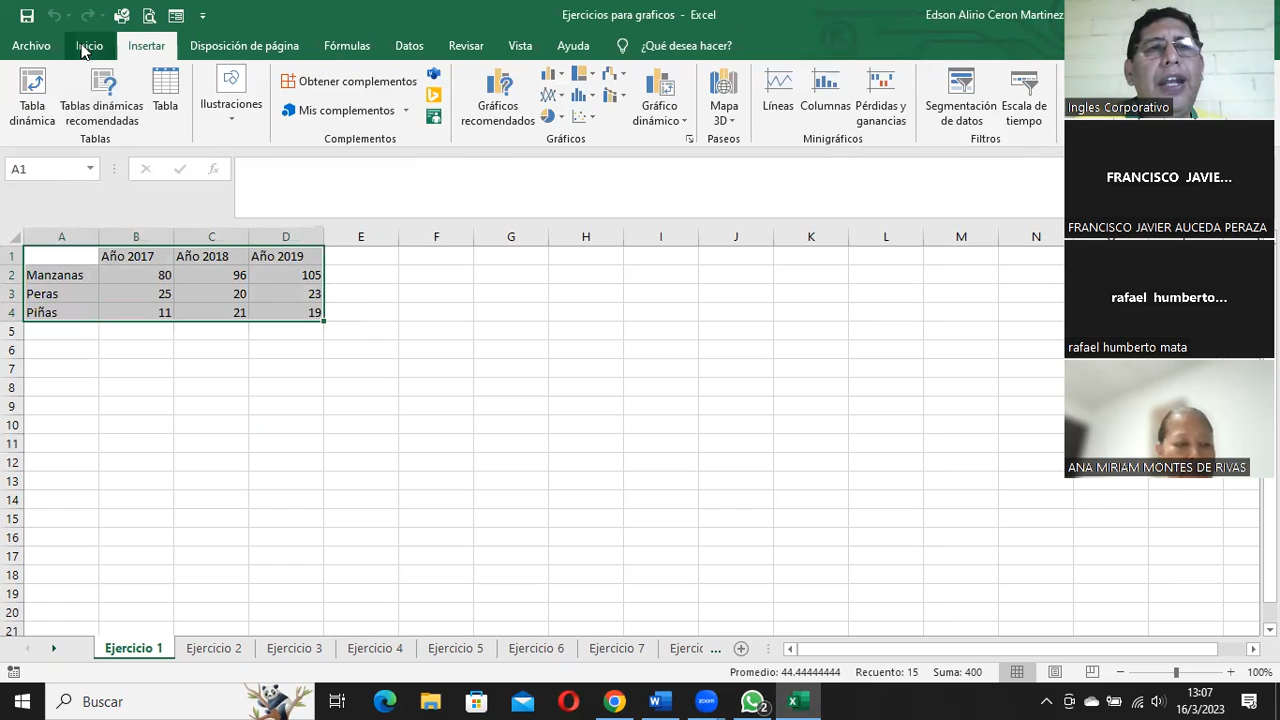 Ejercicios para graficos - Excel
Edson Alirio Ceron Martinez
Archivo Inicio Insertar Disposición de página Fórmulas Datos Revisar Vista Ayuda ¿Qué desea hacer?
Tabla dinámica
Tablas dinámicas recomendadas
Tabla
Ilustraciones
Obtener complementos
Mis complementos
Gráficos recomendados
Gráfico dinámico
Mapa 3D
Líneas
Columnas
Pérdidas y ganancias
Segmentación de datos
Escala de tiempo
Tablas Complementos Gráficos Paseos Minigráficos Filtros
A1
fx
A B C D E F G H I J K L M N
1 Año 2017 Año 2018 Año 2019
2 Manzanas 80 96 105
3 Peras 25 20 23
4 Piñas 11 21 19
5
6
7
8
9
10
11
12
13
14
15
16
17
18
19
20
21
Ingles Corporativo
FRANCISCO JAVIE...
FRANCISCO JAVIER AUCEDA PERAZA
rafael humberto...
rafael humberto mata
ANA MIRIAM MONTES DE RIVAS
Ejercicio 1 Ejercicio 2 Ejercicio 3 Ejercicio 4 Ejercicio 5 Ejercicio 6 Ejercicio 7 Ejercic ...
Promedio: 44.44444444 Recuento: 15 Suma: 400 100%
Buscar
2
13:07
16/3/2023